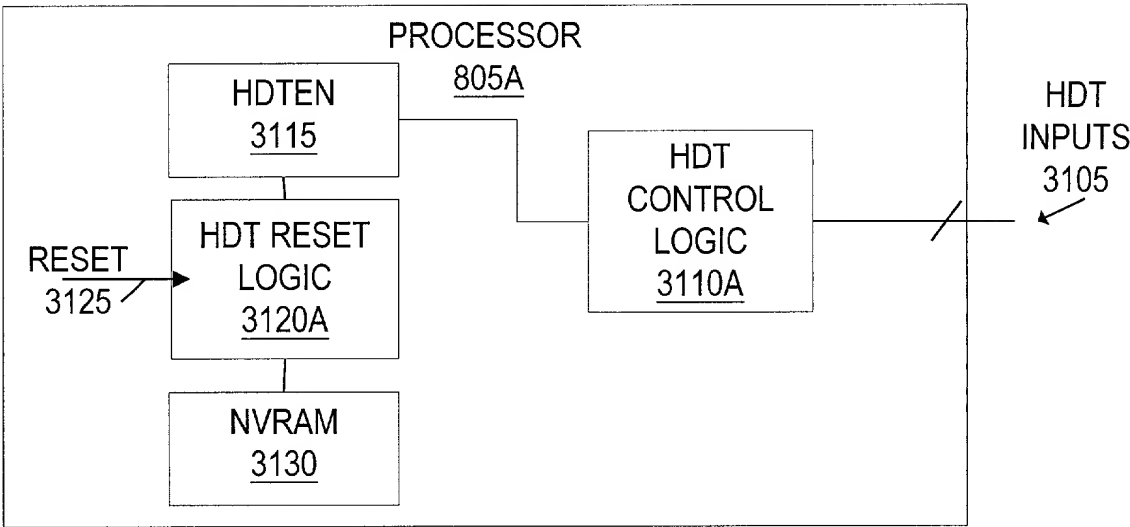 PROCESSOR
805A
HDTEN
3115
HDT
CONTROL
LOGIC
3110A
HDT
INPUTS
3105
HDT RESET
LOGIC
3120A
RESET
3125
NVRAM
3130